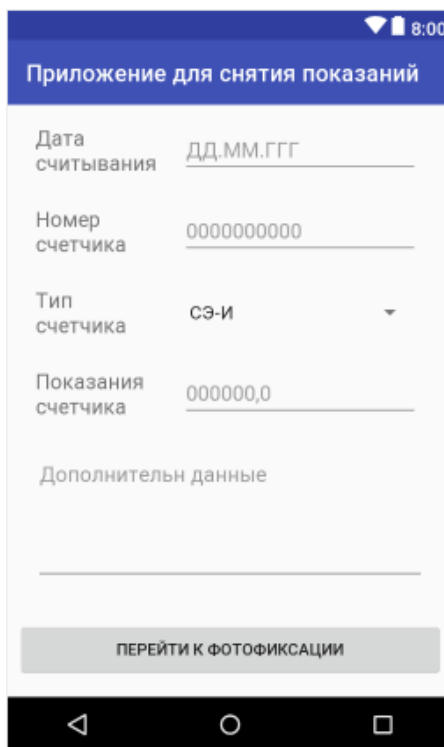 8:00
Приложение для снятия показаний
Дата
считывания
ДД.ММ.ГГГ
Номер
счетчика
0000000000
Тип
счетчика
СЭ-И
Показания
счетчика
000000,0
Дополнительн данные
ПЕРЕЙТИ К ФОТОФИКСАЦИИ